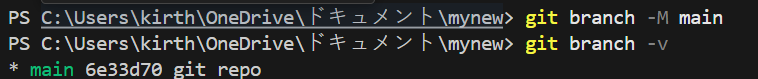 PS C:\Users\kirth\OneDrive\ドキュメント\mynew> git branch -M main
PS C:\Users\kirth\OneDrive\ドキュメント\mynew> git branch -v
* main 6e33d70 git repo